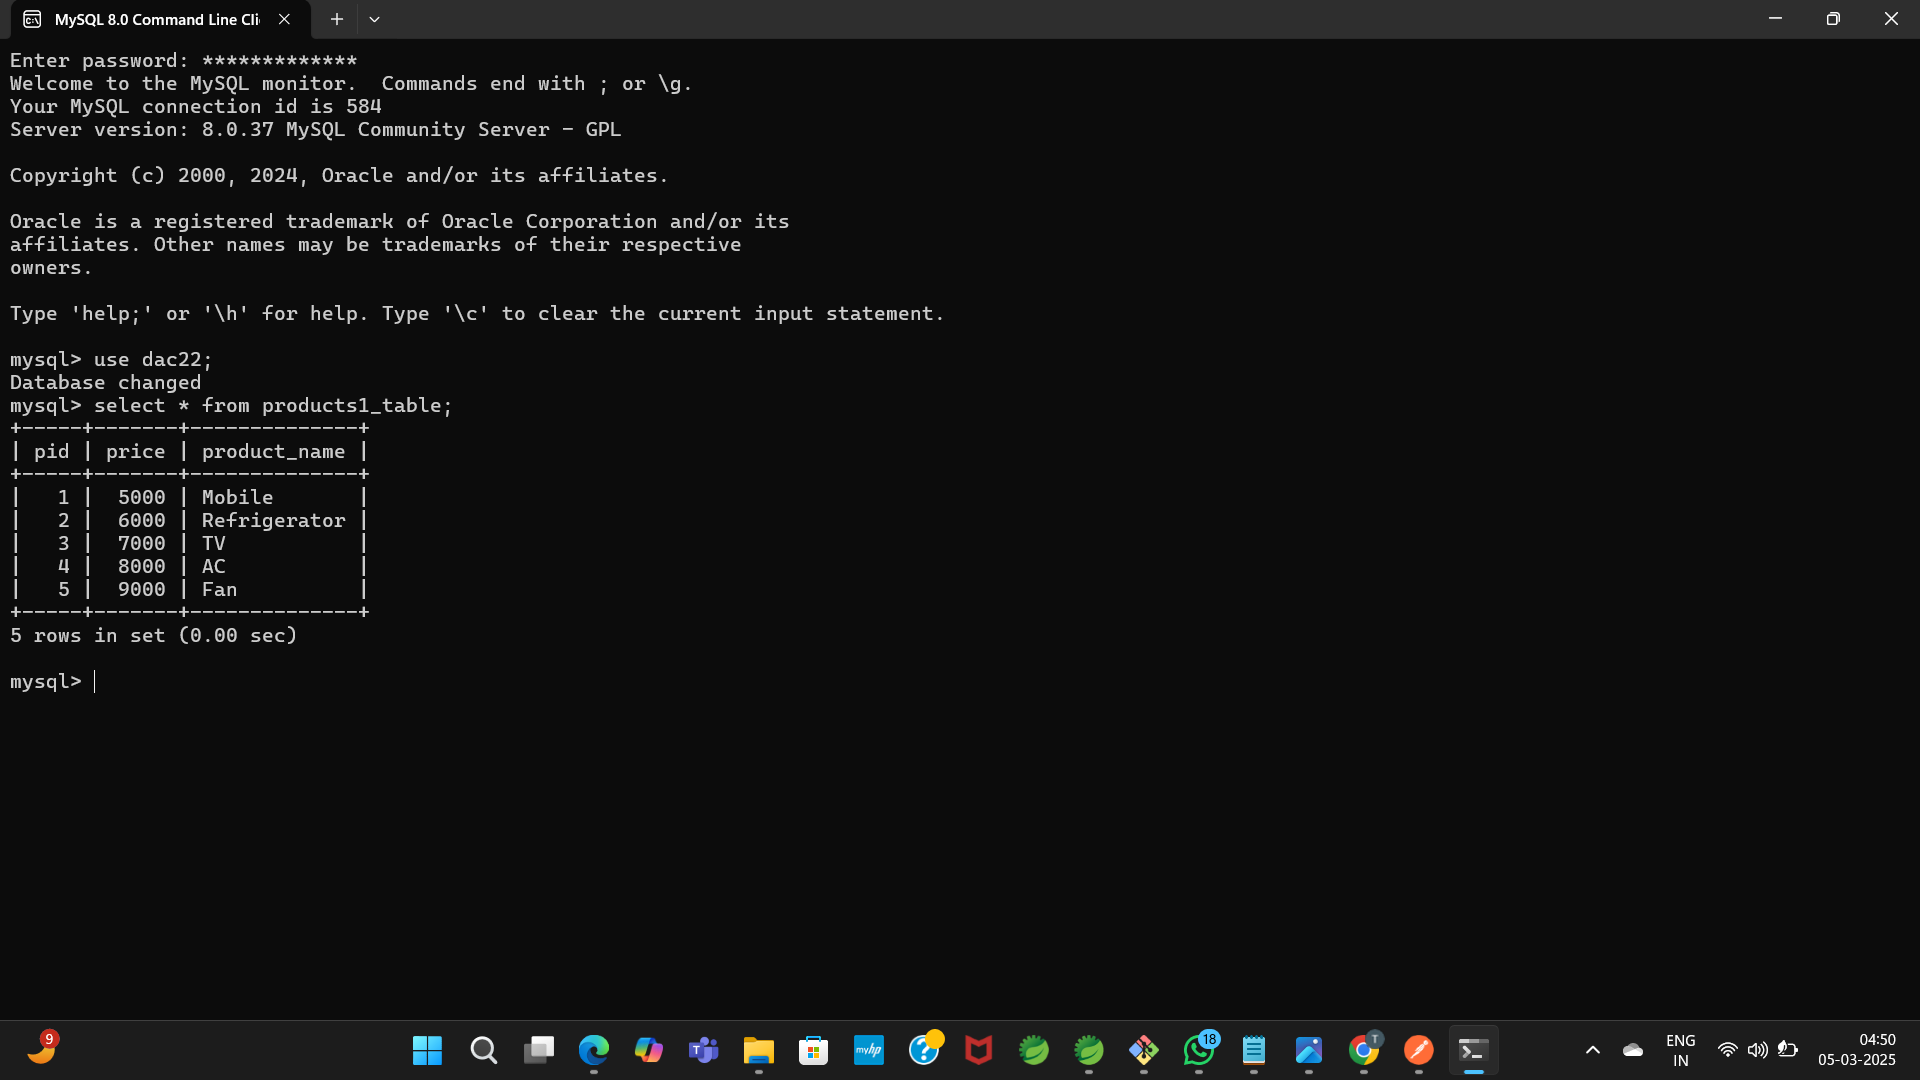 MySQL 8.0 Command Line Cli
Enter password: *************
Welcome to the MySQL monitor.  Commands end with ; or \g.
Your MySQL connection id is 584
Server version: 8.0.37 MySQL Community Server - GPL

Copyright (c) 2000, 2024, Oracle and/or its affiliates.

Oracle is a registered trademark of Oracle Corporation and/or its
affiliates. Other names may be trademarks of their respective
owners.

Type 'help;' or '\h' for help. Type '\c' to clear the current input statement.

mysql> use dac22;
Database changed
mysql> select * from products1_table;
+-----+-------+--------------+
| pid | price | product_name |
+-----+-------+--------------+
|   1 |  5000 | Mobile       |
|   2 |  6000 | Refrigerator |
|   3 |  7000 | TV           |
|   4 |  8000 | AC           |
|   5 |  9000 | Fan          |
+-----+-------+--------------+
5 rows in set (0.00 sec)

mysql>
9
T
myhp
?
18
T
ENG
IN
04:50
05-03-2025